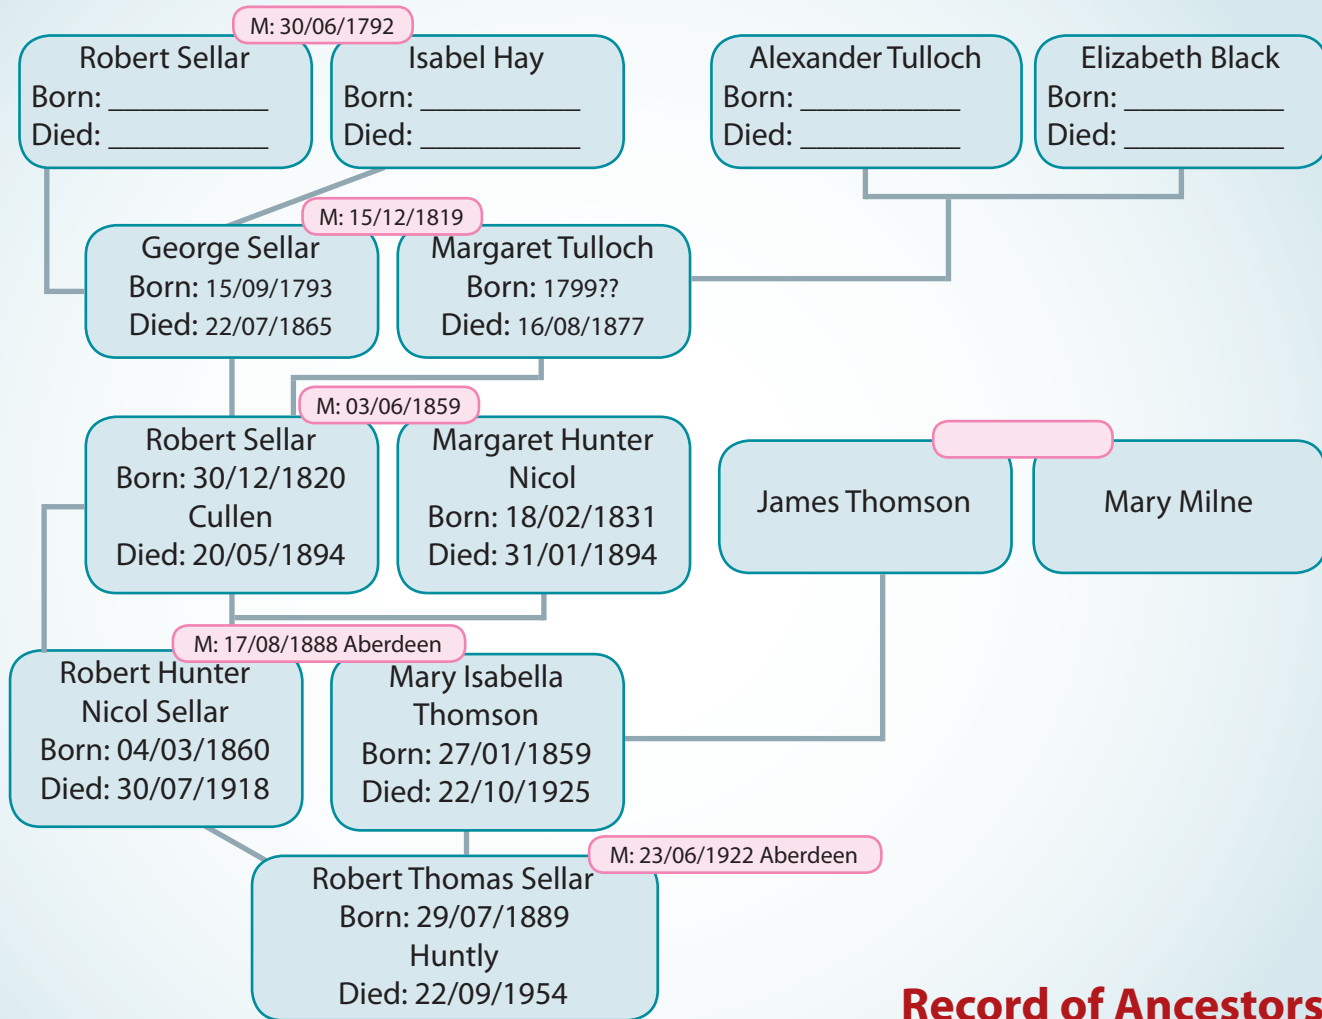 M: 30/06/1792
Robert Sellar
Born: ___________
Died: ___________
Isabel Hay
Born: ___________
Died: ___________
Alexander Tulloch
Born: ___________
Died: ___________
Elizabeth Black
Born: ___________
Died: ___________
M: 15/12/1819
George Sellar
Born: 15/09/1793
Died: 22/07/1865
Margaret Tulloch
Born: 1799??
Died: 16/08/1877
M: 03/06/1859
Robert Sellar
Born: 30/12/1820
Cullen
Died: 20/05/1894
Margaret Hunter
Nicol
Born: 18/02/1831
Died: 31/01/1894
James Thomson
Mary Milne
M: 17/08/1888 Aberdeen
Robert Hunter
Nicol Sellar
Born: 04/03/1860
Died: 30/07/1918
Mary Isabella
Thomson
Born: 27/01/1859
Died: 22/10/1925
M: 23/06/1922 Aberdeen
Robert Thomas Sellar
Born: 29/07/1889
Huntly
Died: 22/09/1954
Record of Ancestors